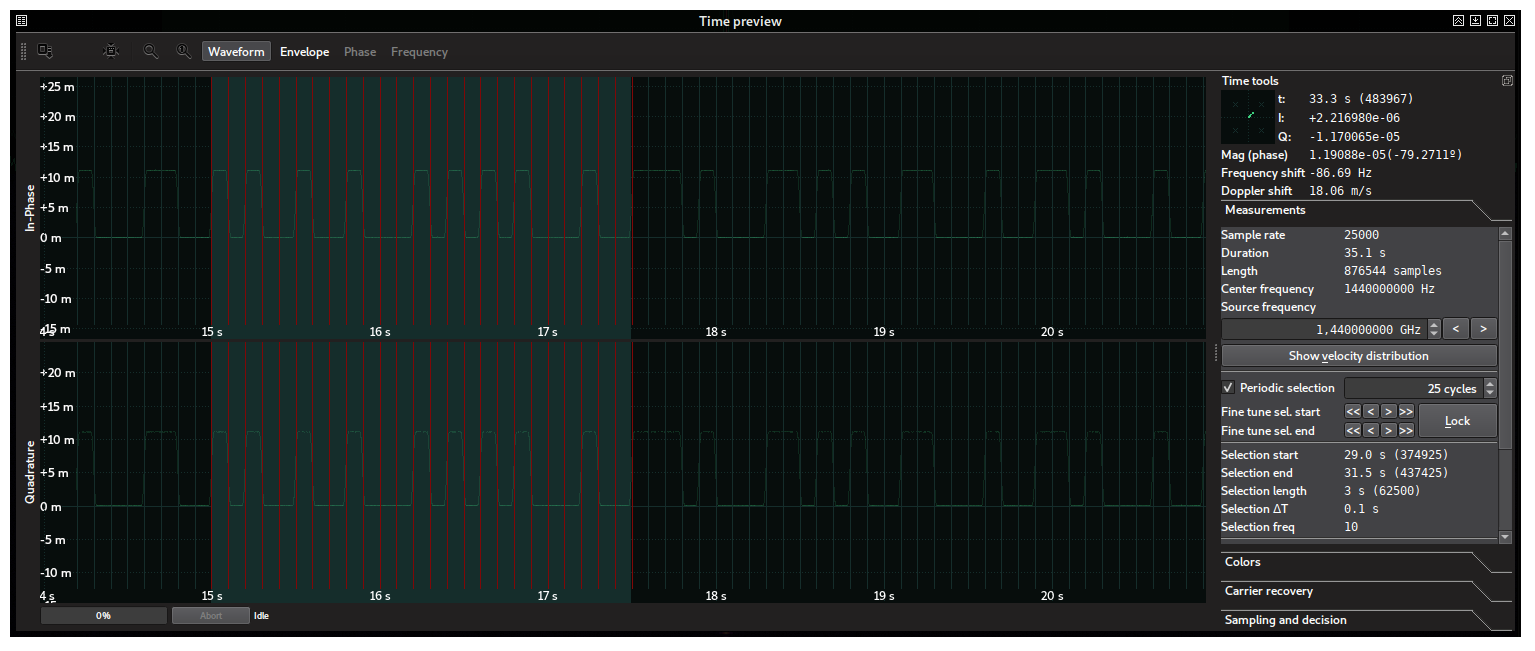 Time preview
Waveform Envelope Phase Frequency
+25 m
+20 m
+15 m
+10 m
+5 m
0 m
-5 m
-10 m
-15 m
In-Phase
4 s 15 s 16 s 17 s 18 s 19 s 20 s
+20 m
+15 m
+10 m
+5 m
0 m
-5 m
-10 m
Quadrature
4 s 15 s 16 s 17 s 18 s 19 s 20 s
0% Abort Idle
Time tools
t: 33.3 s (483967)
I: +2.216980e-06
Q: -1.170065e-05
Mag (phase) 1.19088e-05(-79.2711º)
Frequency shift -86.69 Hz
Doppler shift 18.06 m/s
Measurements
Sample rate 25000
Duration 35.1 s
Length 876544 samples
Center frequency 1440000000 Hz
Source frequency
1,440000000 GHz < >
Show velocity distribution
Periodic selection 25 cycles
Fine tune sel. start << < > >>
Fine tune sel. end << < > >>
Lock
Selection start 29.0 s (374925)
Selection end 31.5 s (437425)
Selection length 3 s (62500)
Selection ΔT 0.1 s
Selection freq 10
Colors
Carrier recovery
Sampling and decision